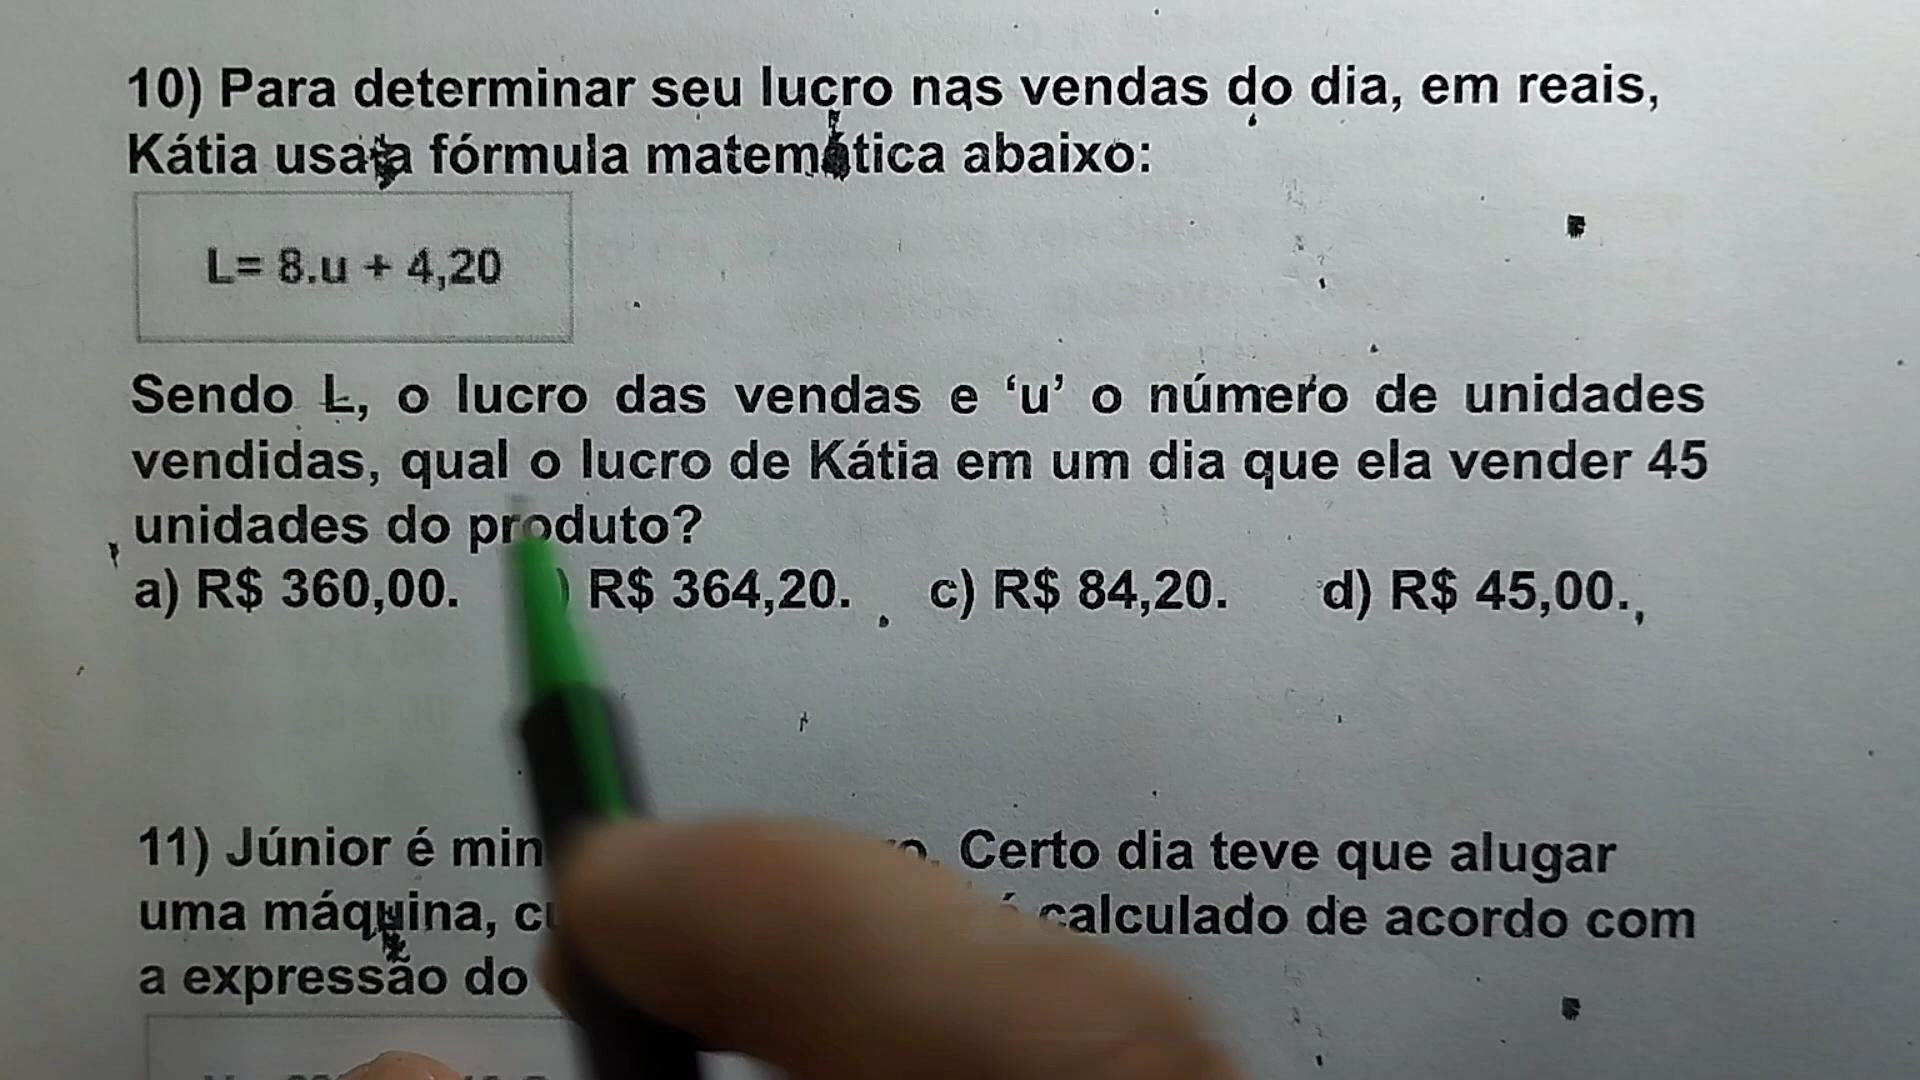 10) Para determinar seu lucro nas vendas do dia, em reais,
Kátia usa a fórmula matemática abaixo:
L= 8.u + 4,20
Sendo L, o lucro das vendas e ‘u’ o número de unidades
vendidas, qual o lucro de Kátia em um dia que ela vender 45
unidades do produto?
a) R$ 360,00. ) R$ 364,20. c) R$ 84,20. d) R$ 45,00.
11) Júnior é Certo dia teve que alugar
uma máquina, calculado de acordo com
a expressão do